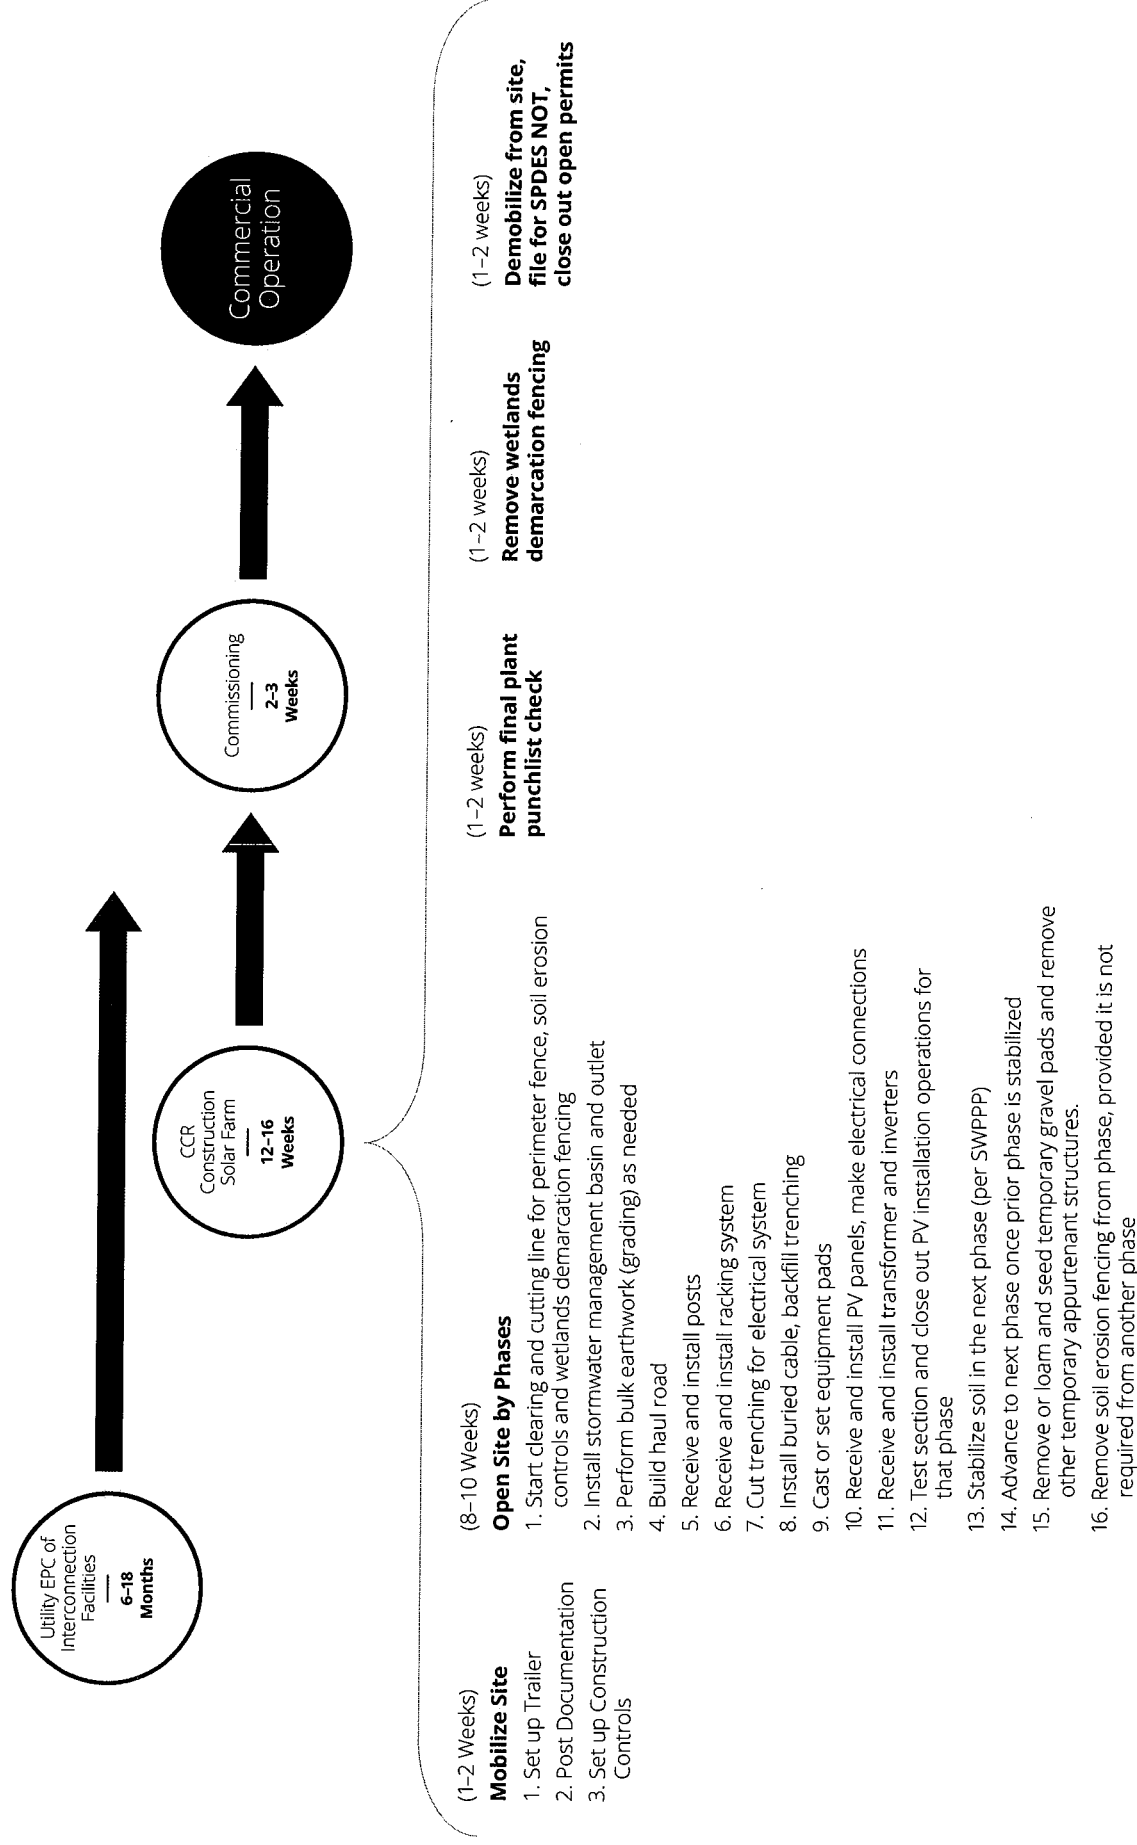 Utility EPC of
Interconnection
Facilities
6–18
Months
CCR
Construction
Solar Farm
12–16
Weeks
Commissioning
2–3
Weeks
Commercial
Operation
(1–2 Weeks)
Mobilize Site
1. Set up Trailer
2. Post Documentation
3. Set up Construction
Controls
(8–10 Weeks)
Open Site by Phases
1. Start clearing and cutting line for perimeter fence, soil erosion
controls and wetlands demarcation fencing
2. Install stormwater management basin and outlet
3. Perform bulk earthwork (grading) as needed
4. Build haul road
5. Receive and install posts
6. Receive and install racking system
7. Cut trenching for electrical system
8. Install buried cable, backfill trenching
9. Cast or set equipment pads
10. Receive and install PV panels, make electrical connections
11. Receive and install transformer and inverters
12. Test section and close out PV installation operations for
that phase
13. Stabilize soil in the next phase (per SWPPP)
14. Advance to next phase once prior phase is stabilized
15. Remove or loam and seed temporary gravel pads and remove
other temporary appurtenant structures.
16. Remove soil erosion fencing from phase, provided it is not
required from another phase
(1–2 weeks)
Perform final plant
punchlist check
(1–2 weeks)
Remove wetlands
demarcation fencing
(1–2 weeks)
Demobilize from site,
file for SPDES NOT,
close out open permits